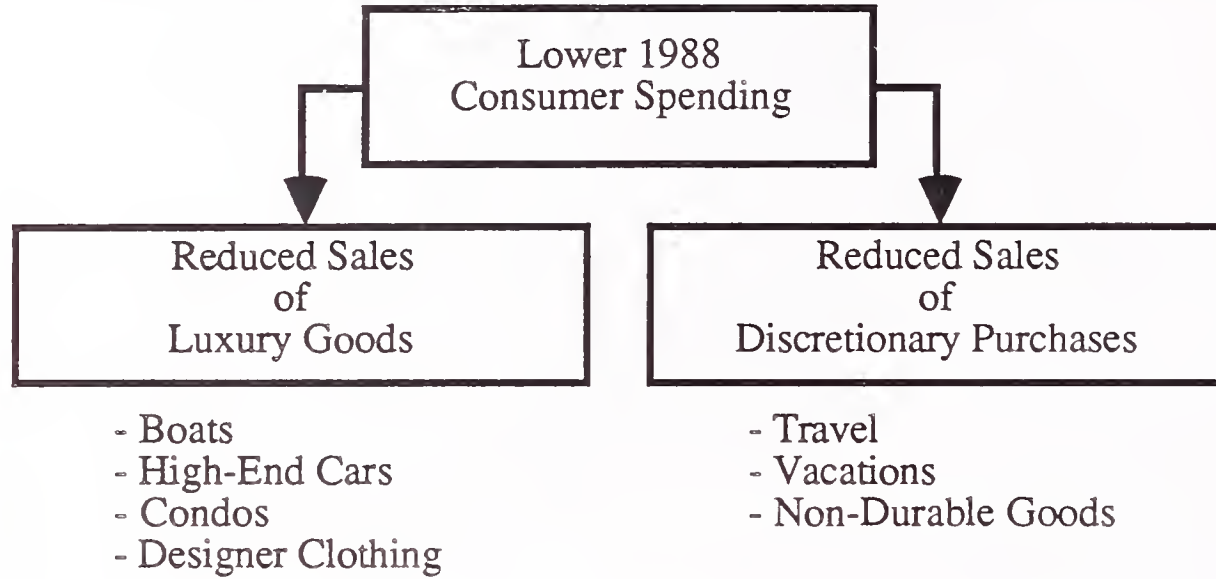 Lower 1988
Consumer Spending
Reduced Sales
of
Luxury Goods
- Boats
- High-End Cars
- Condos
- Designer Clothing
Reduced Sales
of
Discretionary Purchases
- Travel
- Vacations
- Non-Durable Goods